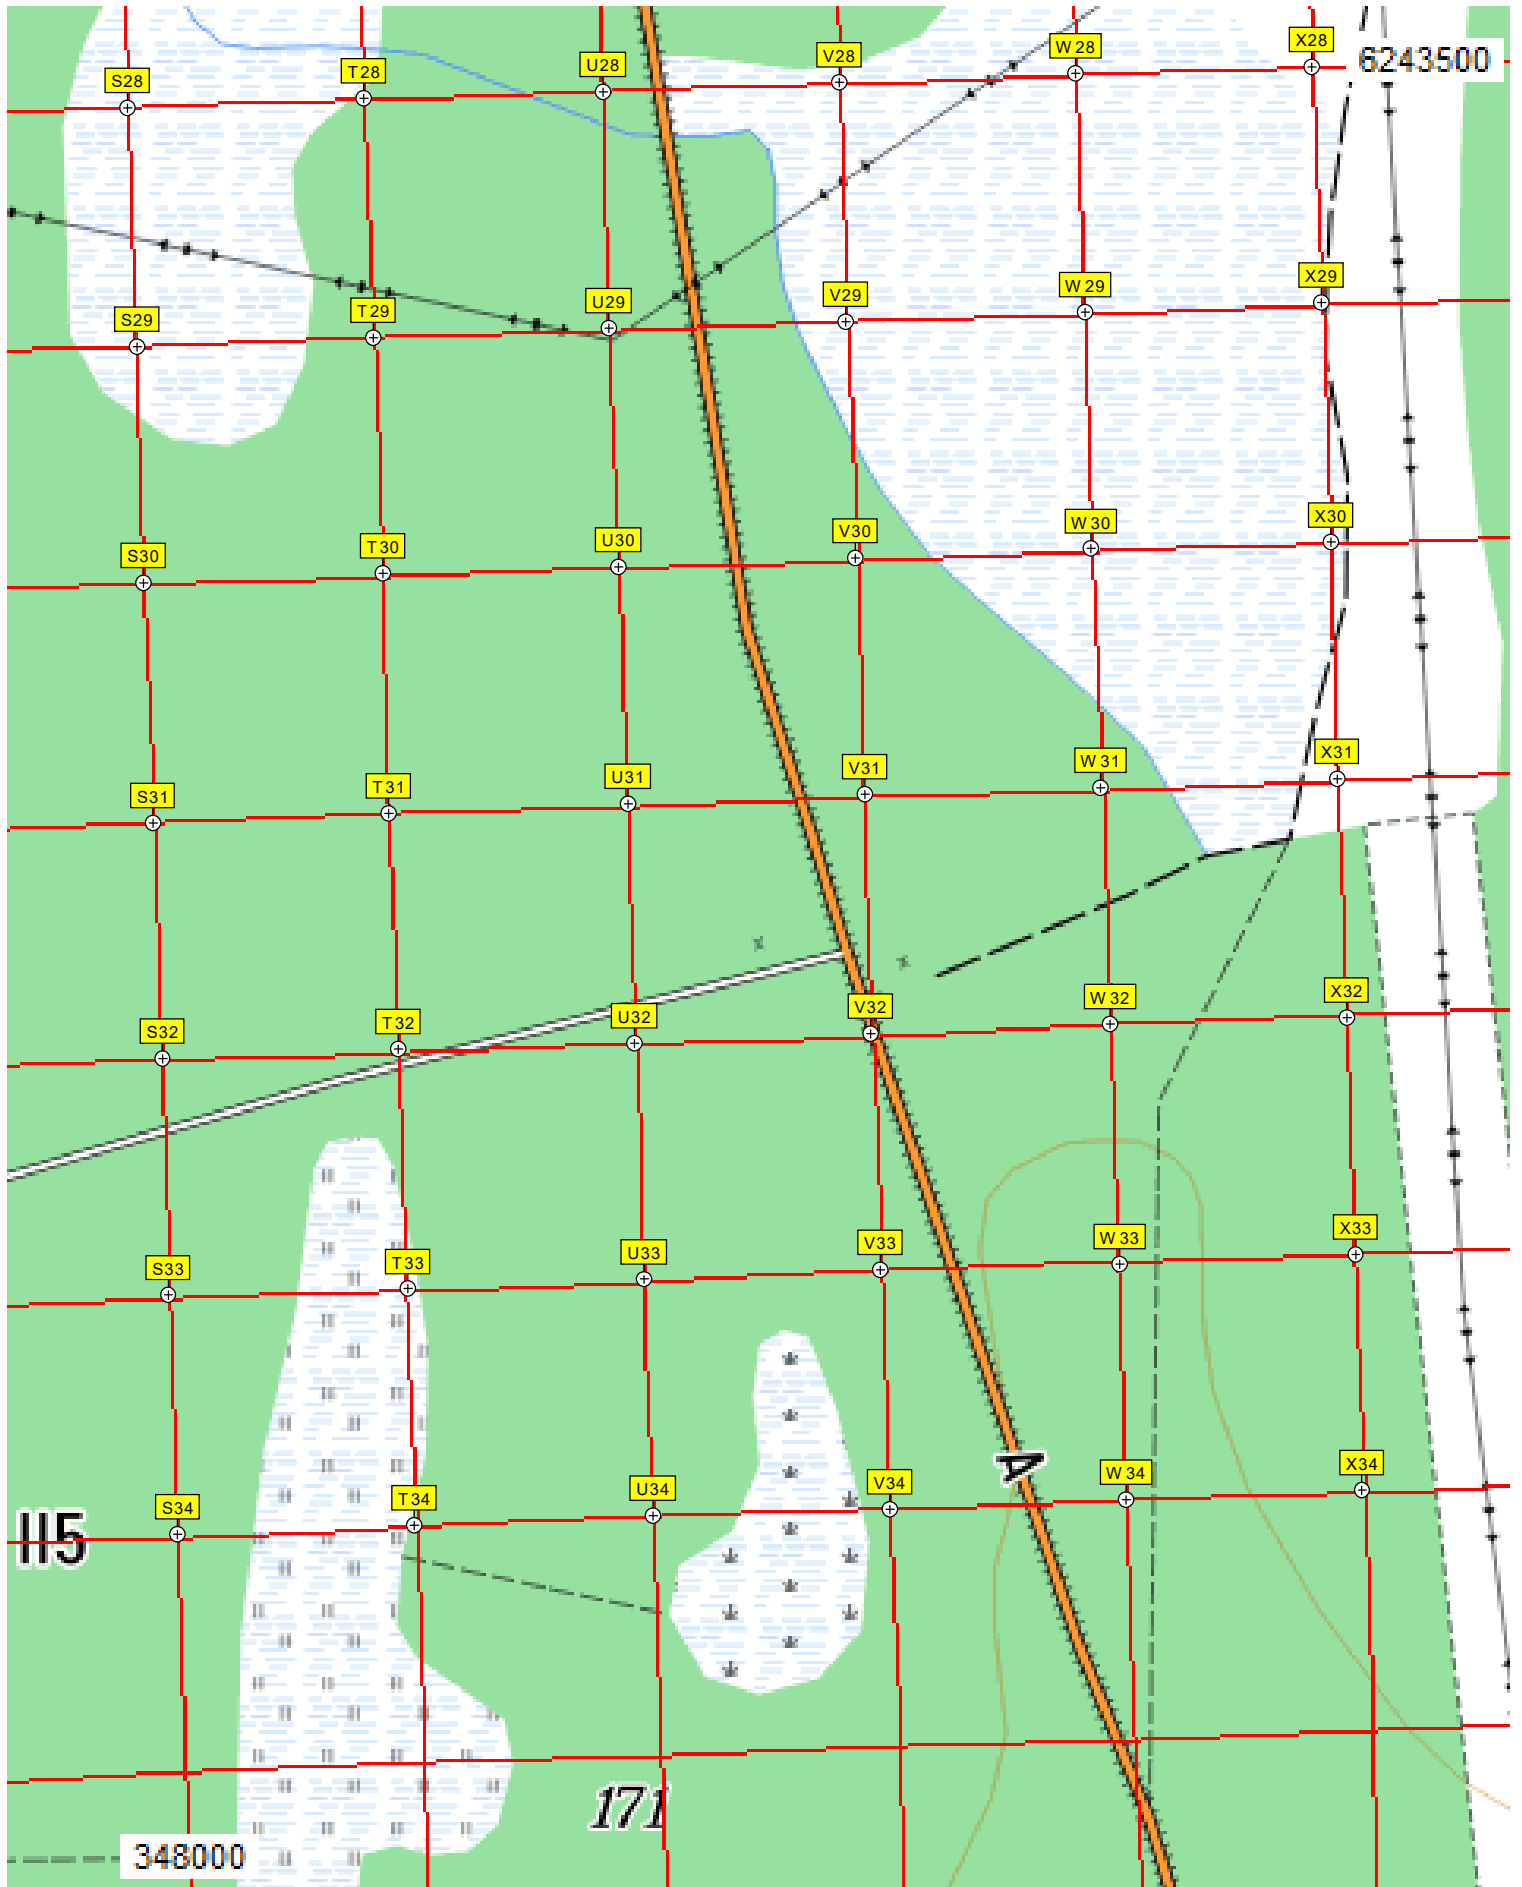 S28 T28 U28 V28 W28 X28 6243500
S29 T29 U29 V29 W29 X29
S30 T30 U30 V30 W30 X30
S31 T31 U31 V31 W31 X31
S32 T32 U32 V32 W32 X32
S33 T33 U33 V33 W33 X33
A
S34 T34 U34 V34 W34 X34
115
171
348000